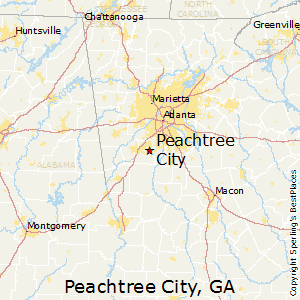 NORTH
CAROLINA
Chattanooga
Greenville
Huntsville
Marietta
Atlanta
Peachtree
City
ALABAMA
Macon
Montgomery
Peachtree City, GA
Copyright Sperling's BestPlaces